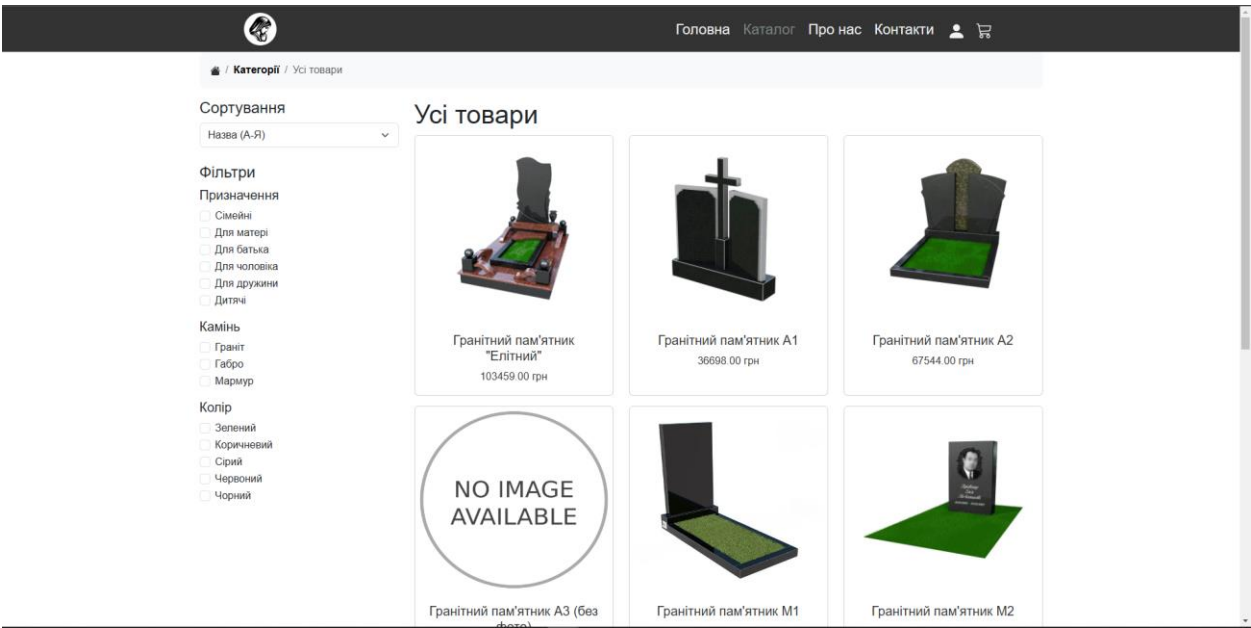 Головна Каталог Про нас Контакти
/ Категорії / Усі товари
Сортування
Назва (А-Я)
Фільтри
Призначення
Сімейні
Для матері
Для батька
Для чоловіка
Для дружини
Дитячі
Камінь
Граніт
Габро
Мармур
Колір
Зелений
Коричневий
Сірий
Червоний
Чорний
Усі товари
Гранітний пам'ятник
"Елітний"
103459.00 грн
Гранітний пам'ятник А1
36698.00 грн
Гранітний пам'ятник А2
67544.00 грн
NO IMAGE
AVAILABLE
Гранітний пам'ятник А3 (без
фото)
Гранітний пам'ятник М1
Гранітний пам'ятник М2